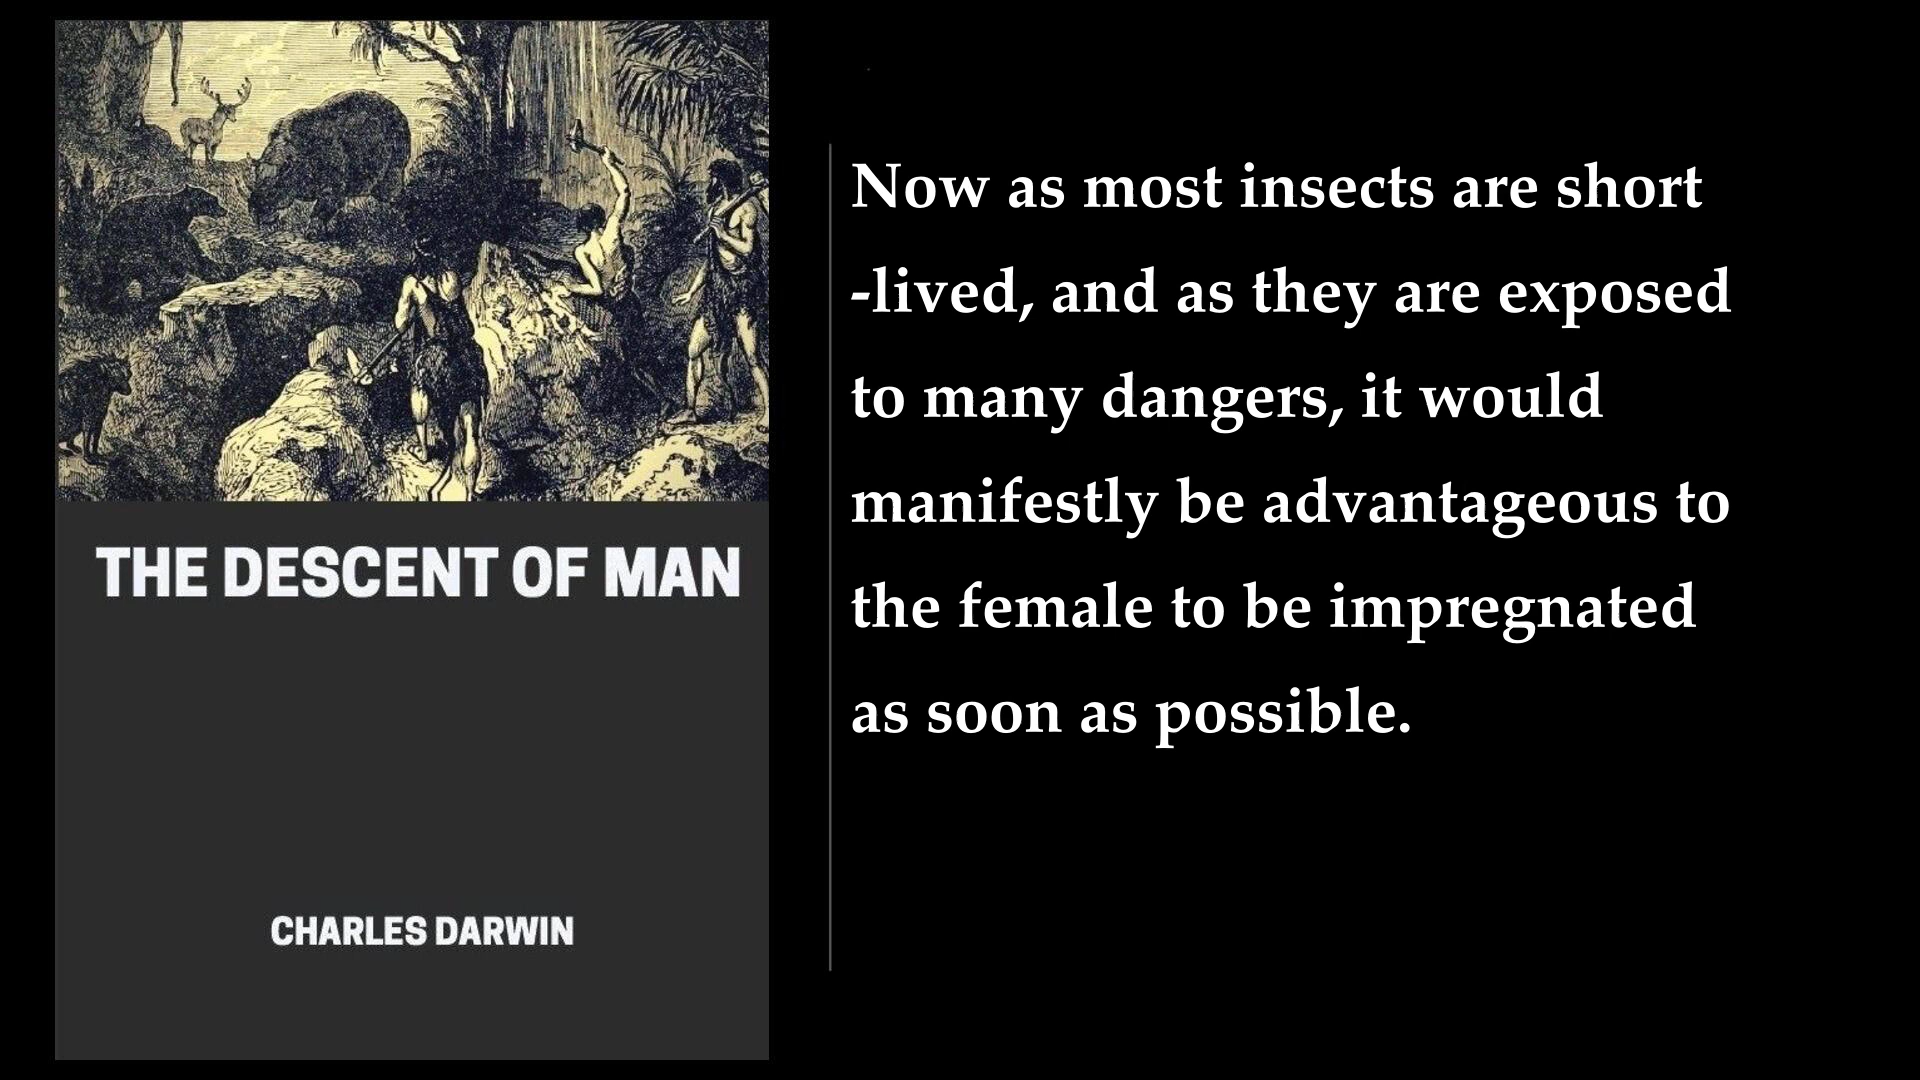 THE DESCENT OF MAN
CHARLES DARWIN
Now as most insects are short
-lived, and as they are exposed
to many dangers, it would
manifestly be advantageous to
the female to be impregnated
as soon as possible.